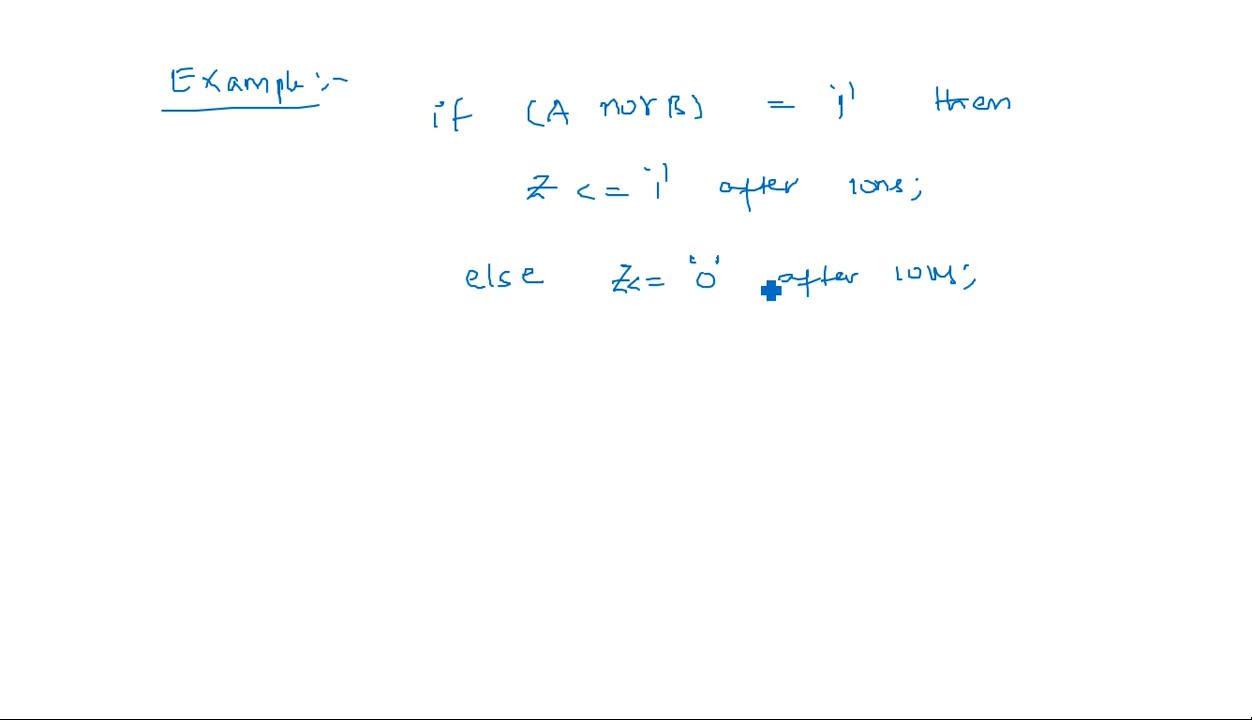 Example:-
if (A nor B) = '1' then
Z <= '1' after 10ns;
else Z<= '0' after 10ns;